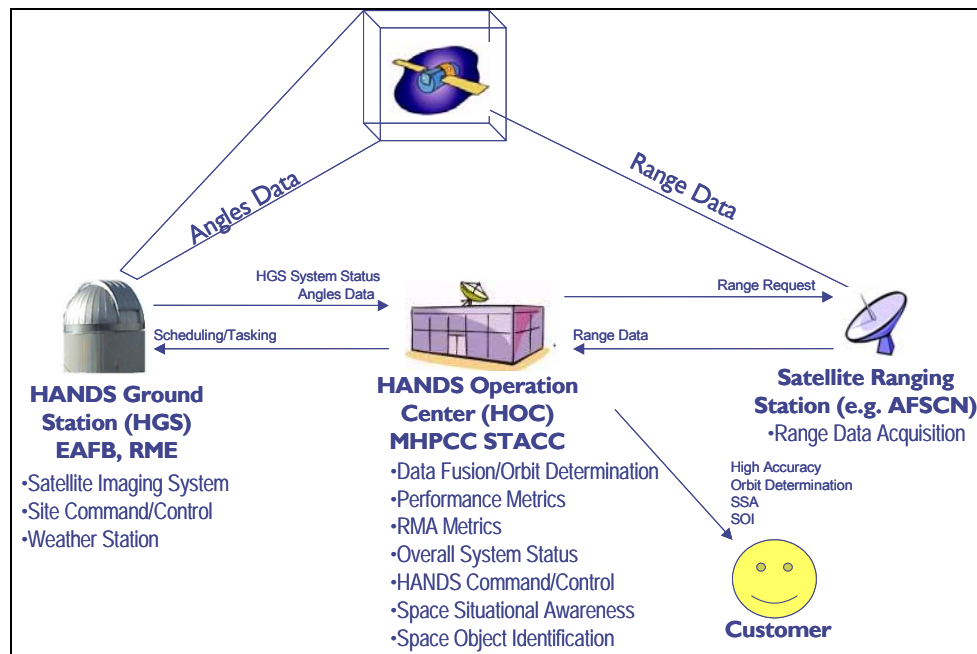 Angles Data
Range Data
HGS System Status
Angles Data
Scheduling/Tasking
Range Request
Range Data
HANDS Ground
Station (HGS)
EAFB, RME
•Satellite Imaging System
•Site Command/Control
•Weather Station
HANDS Operation
Center (HOC)
MHPCC STACC
•Data Fusion/Orbit Determination
•Performance Metrics
•RMA Metrics
•Overall System Status
•HANDS Command/Control
•Space Situational Awareness
•Space Object Identification
Satellite Ranging
Station (e.g. AFSCN)
•Range Data Acquisition
High Accuracy
Orbit Determination
SSA
SOI
Customer